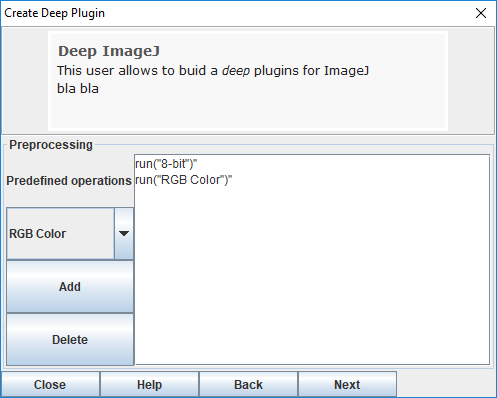 Create Deep Plugin
Deep ImageJ
This user allows to buid a deep plugins for ImageJ
bla bla
Preprocessing
Predefined operations
run("8-bit")"
run("RGB Color")"
RGB Color
Add
Delete
Close
Help
Back
Next